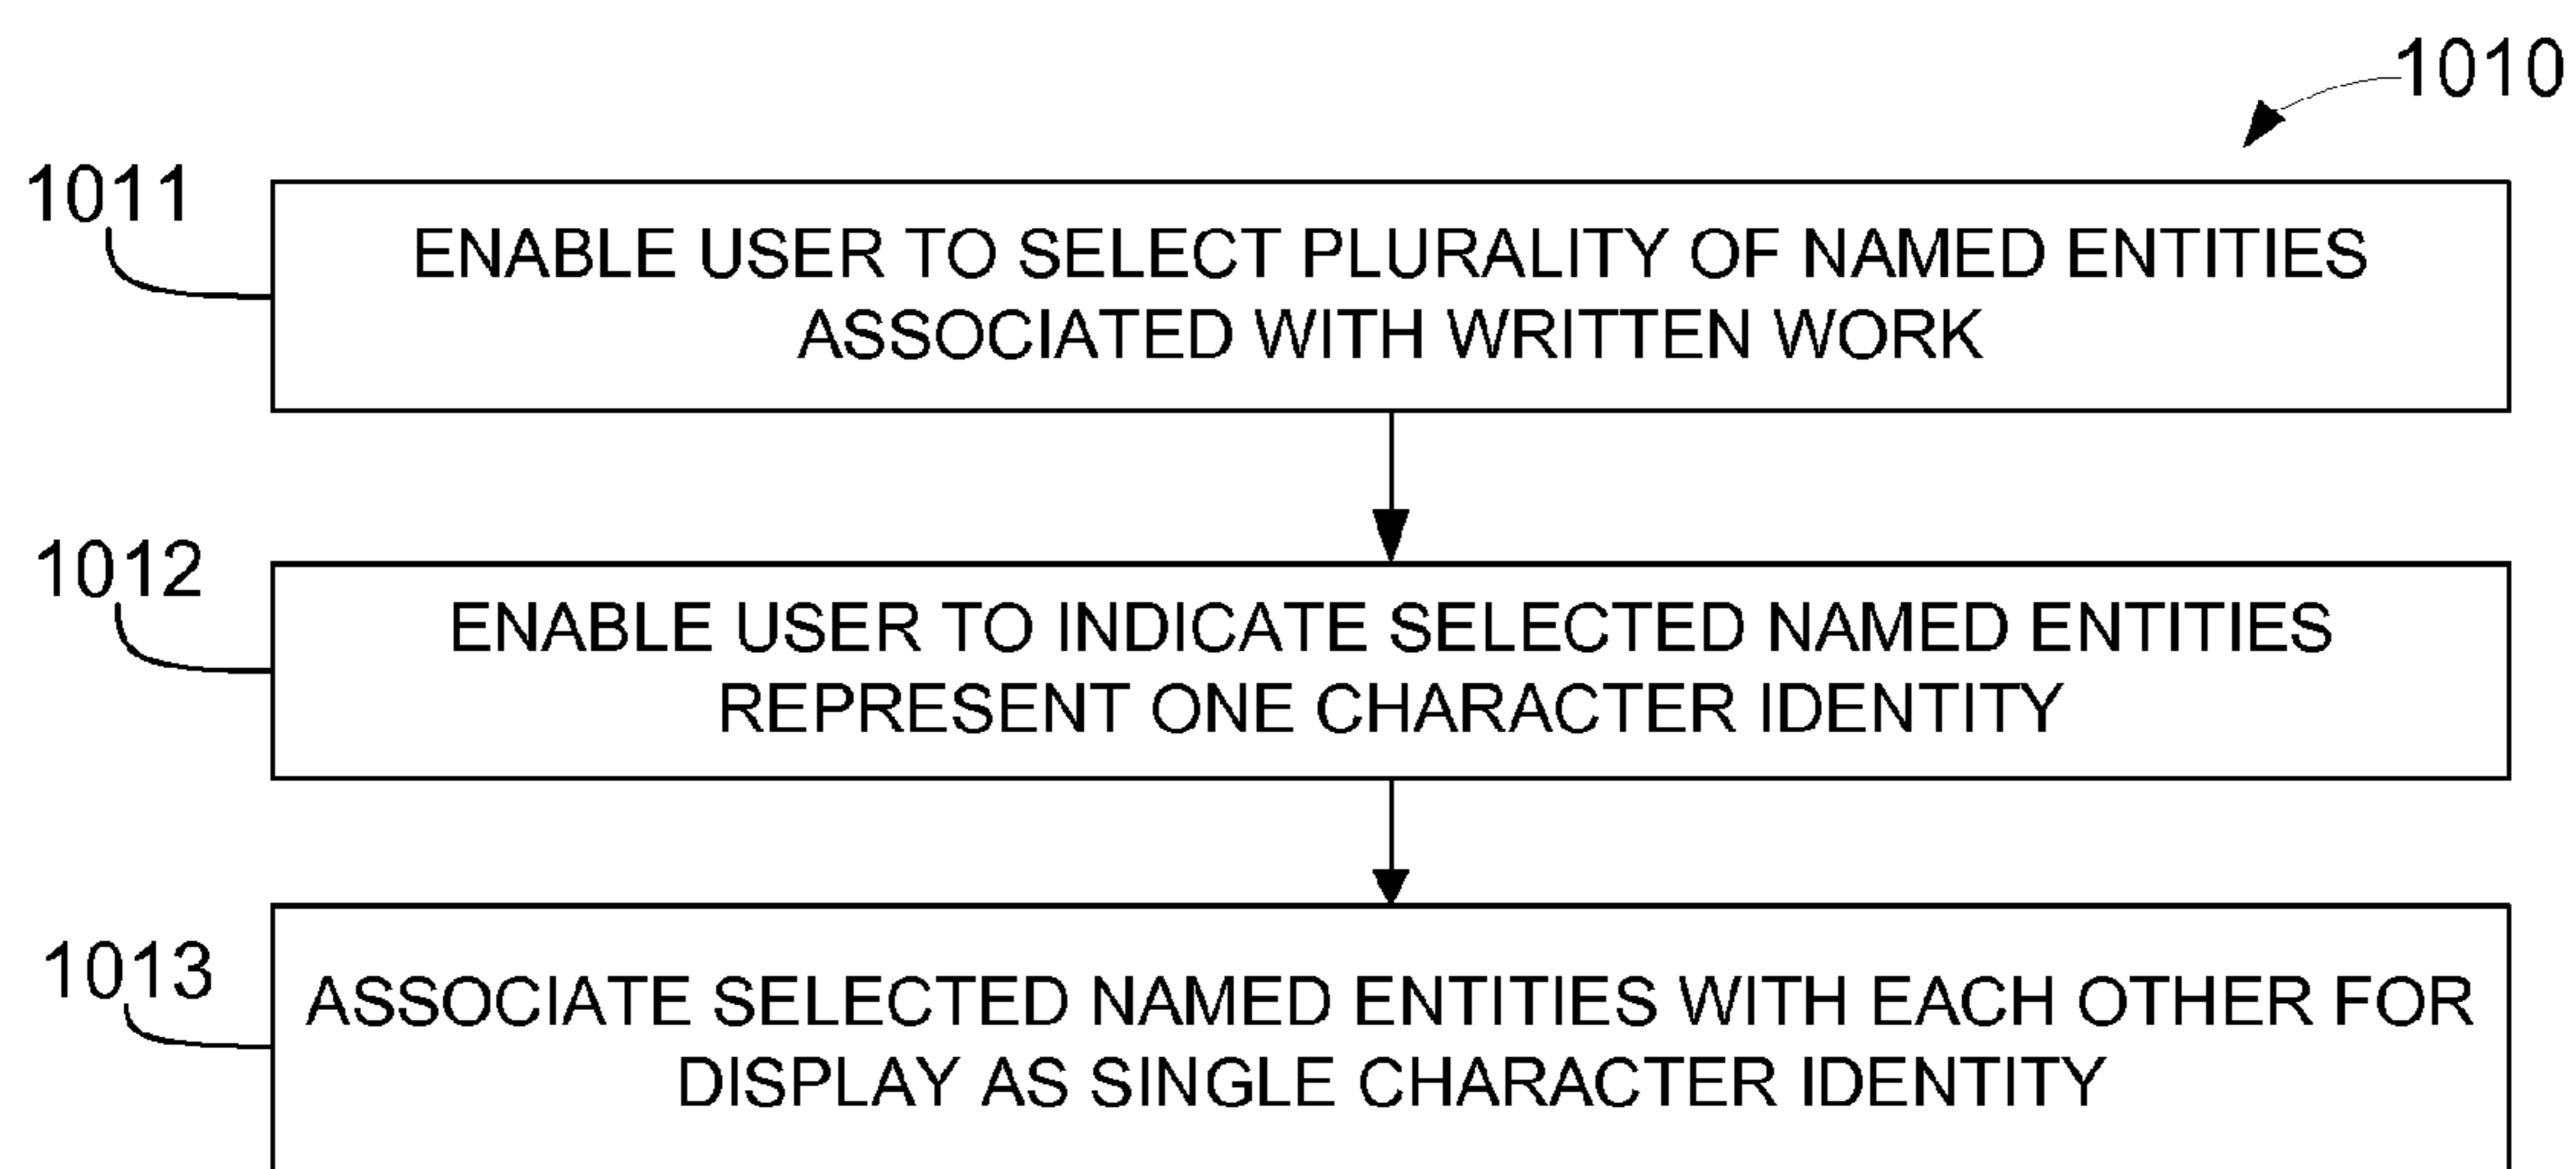 1010
1011
ENABLE USER TO SELECT PLURALITY OF NAMED ENTITIES
ASSOCIATED WITH WRITTEN WORK
1012
ENABLE USER TO INDICATE SELECTED NAMED ENTITIES
REPRESENT ONE CHARACTER IDENTITY
1013
ASSOCIATE SELECTED NAMED ENTITIES WITH EACH OTHER FOR
DISPLAY AS SINGLE CHARACTER IDENTITY